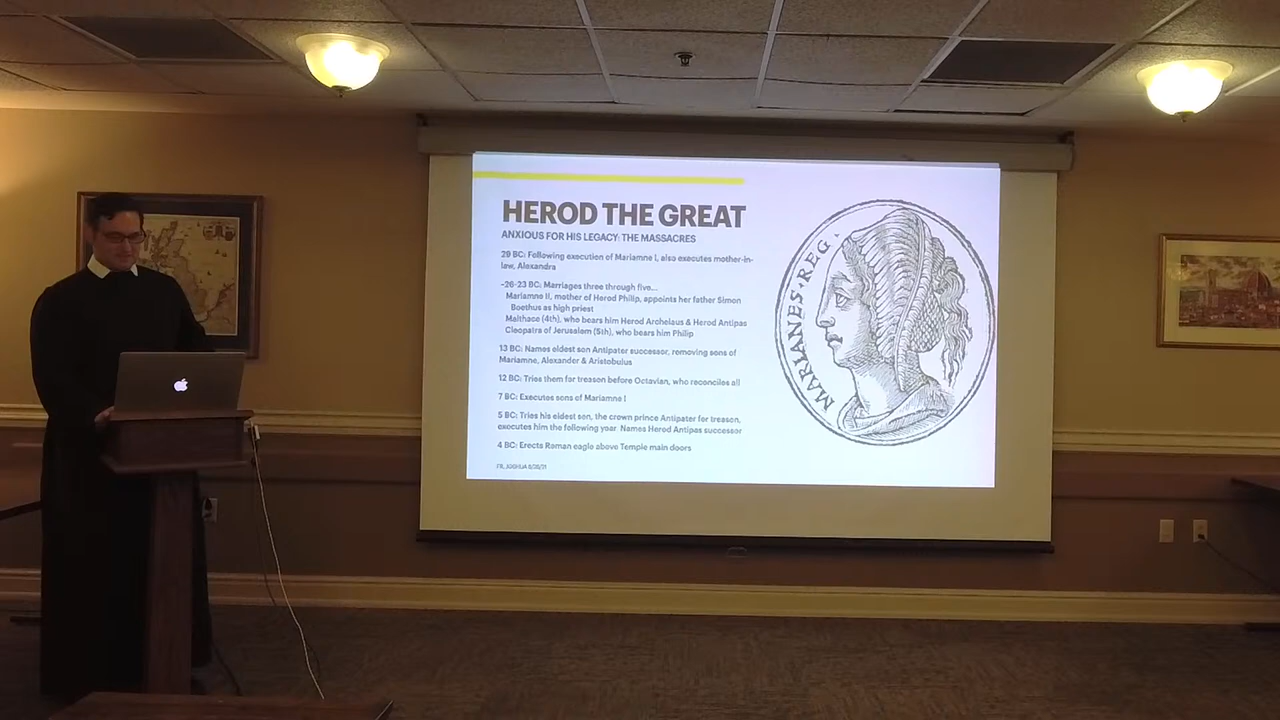 HEROD THE GREAT
ANXIOUS FOR HIS LEGACY: THE MASSACRES
29 BC: Following execution of Mariamne I, also executes mother-in-
law, Alexandra
~26-23 BC: Marriages three through five...
Mariamne II, mother of Herod Philip, appoints her father Simon
Boethus as high priest
Malthace (4th), who bears him Herod Archelaus & Herod Antipas
Cleopatra of Jerusalem (5th), who bears him Philip
13 BC: Names oldest son Antipater successor, removing sons of
Mariamne, Alexander & Aristobulus
12 BC: Tries them for treason before Octavian, who reconciles all
7 BC: Executes sons of Mariamne I
5 BC: Tries his eldest son, the crown prince Antipater for treason,
executes him the following year. Names Herod Antipas successor
4 BC: Erects Roman eagle above Temple main doors
FR. JOSHUA
MARIANES·REG